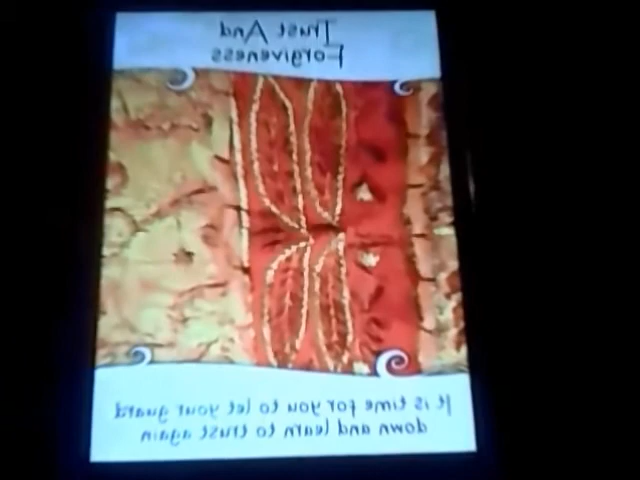 Trust And
Forgiveness
It is time for you to let your guard
down and learn to trust again